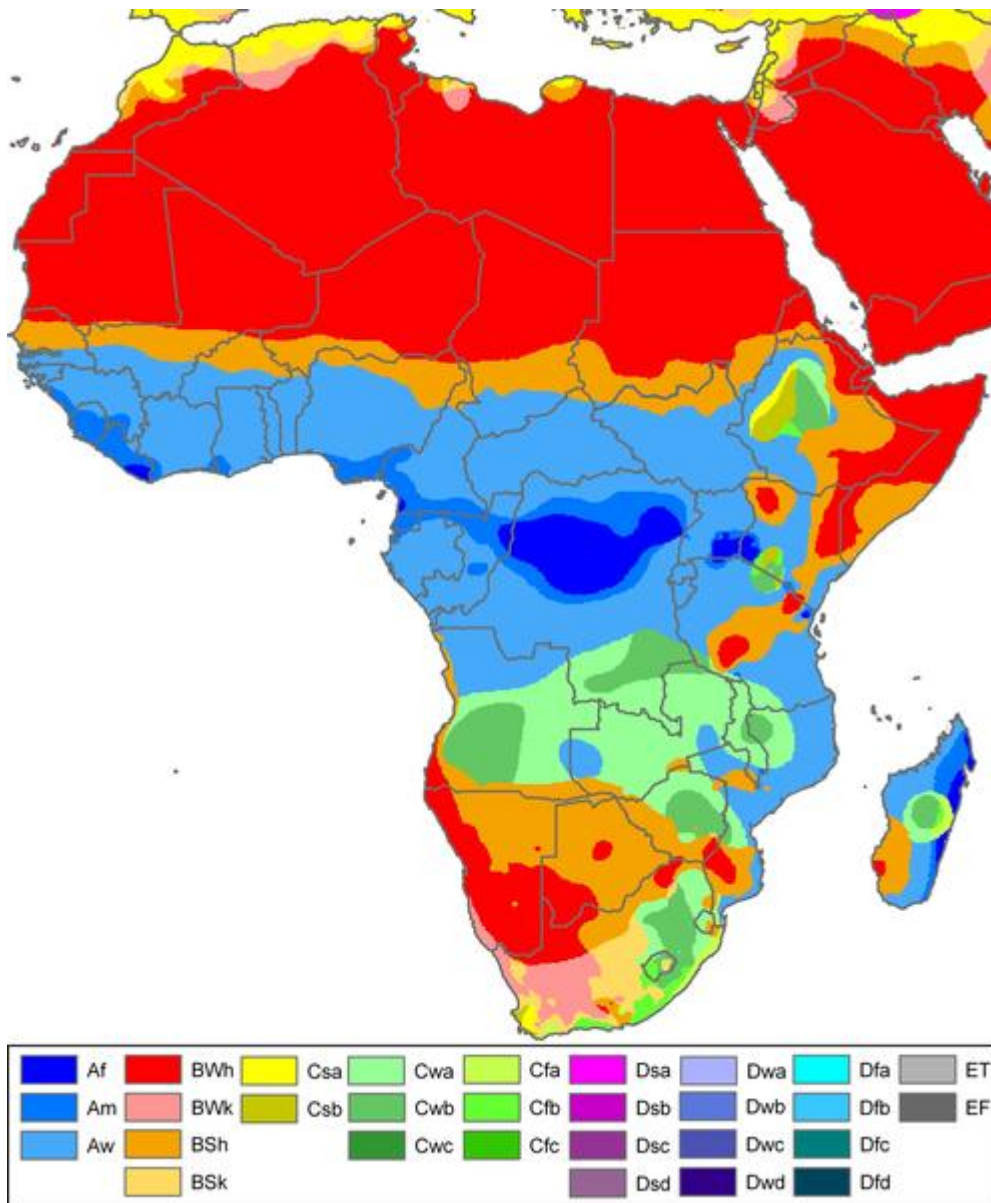 Af BWh Csa Cwa Cfa Dsa Dwa Dfa ET
Am BWk Csb Cwb Cfb Dsb Dwb Dfb EF
Aw BSh Cwc Cfc Dsc Dwc Dfc
BSk Dsd Dwd Dfd